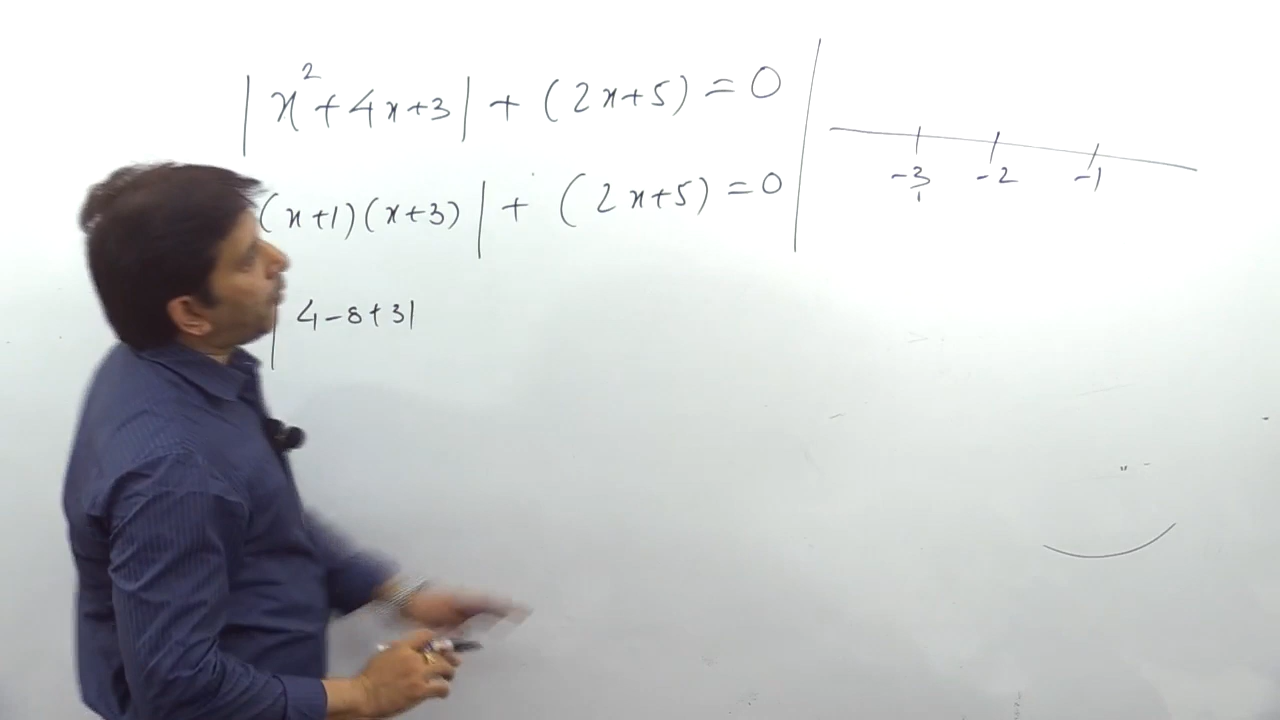 |x²+4x+3| + (2x+5) = 0
(x+1)(x+3)| + (2x+5) = 0
|4-8+3|
-3 -2 -1